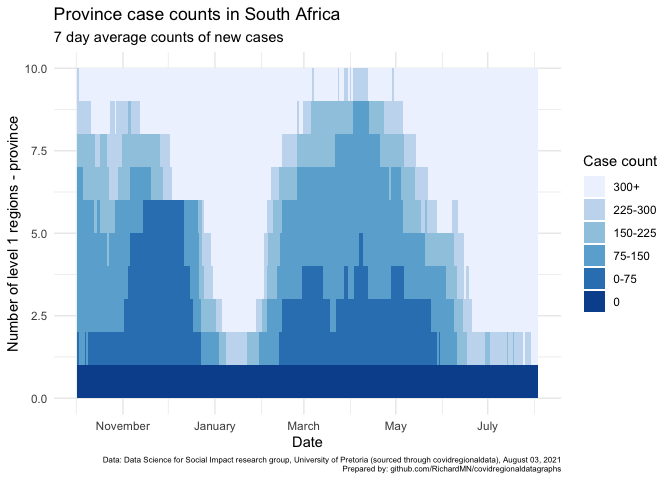 Province case counts in South Africa
7 day average counts of new cases
10.0
7.5
5.0
2.5
0.0
Number of level 1 regions - province
November
January
March
May
July
Date
Case count
300+
225-300
150-225
75-150
0-75
0
Data: Data Science for Social Impact research group, University of Pretoria (sourced through covidregionaldata), August 03, 2021
Prepared by: github.com/RichardMN/covidregionaldatagraphs